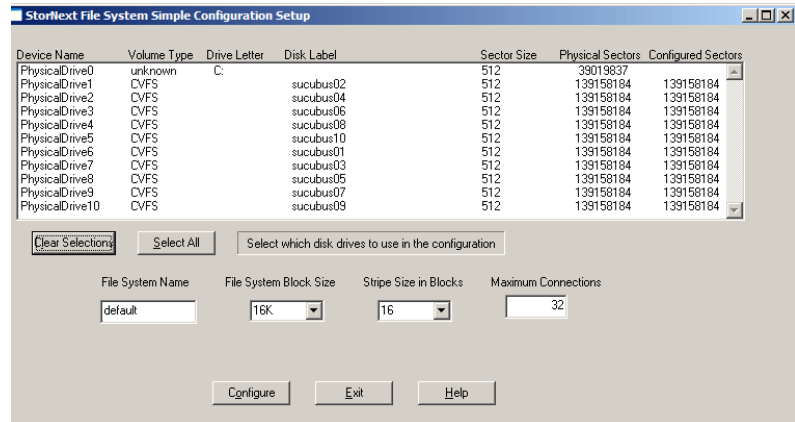 StorNext File System Simple Configuration Setup
Device Name Volume Type Drive Letter Disk Label Sector Size Physical Sectors Configured Sectors
PhysicalDrive0 unknown C: 512 39019837
PhysicalDrive1 CVFS sucubus02 512 139158184 139158184
PhysicalDrive2 CVFS sucubus04 512 139158184 139158184
PhysicalDrive3 CVFS sucubus06 512 139158184 139158184
PhysicalDrive4 CVFS sucubus08 512 139158184 139158184
PhysicalDrive5 CVFS sucubus10 512 139158184 139158184
PhysicalDrive6 CVFS sucubus01 512 139158184 139158184
PhysicalDrive7 CVFS sucubus03 512 139158184 139158184
PhysicalDrive8 CVFS sucubus05 512 139158184 139158184
PhysicalDrive9 CVFS sucubus07 512 139158184 139158184
PhysicalDrive10 CVFS sucubus09 512 139158184 139158184
Clear Selections Select All Select which disk drives to use in the configuration
File System Name File System Block Size Stripe Size in Blocks Maximum Connections
default 16K 16 32
Configure Exit Help